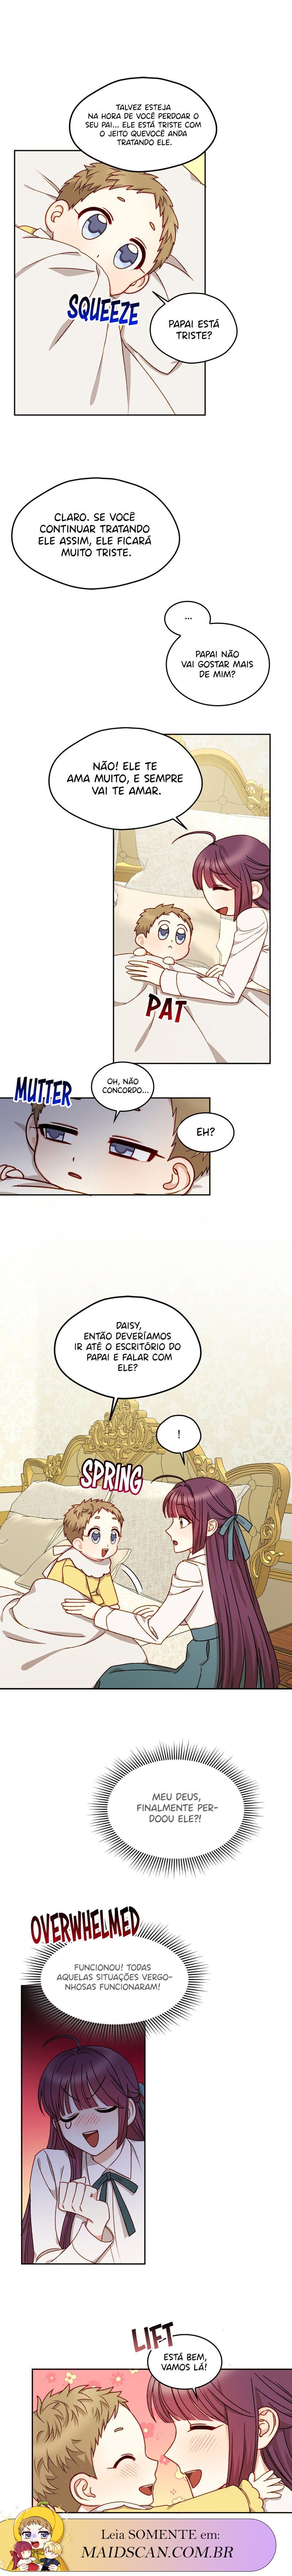 TALVEZ ESTEJA
NA HORA DE VOCÊ PERDOAR O
SEU PAI... ELE ESTÁ TRISTE COM
O JEITO QUEVOCÊ ANDA
TRATANDO ELE.
SQUEEZE
PAPAI ESTÁ
TRISTE?
CLARO. SE VOCÊ
CONTINUAR TRATANDO
ELE ASSIM, ELE FICARÁ
MUITO TRISTE.
...
PAPAI NÃO
VAI GOSTAR MAIS
DE MIM?
NÃO! ELE TE
AMA MUITO, E SEMPRE
VAI TE AMAR.
PAT
MUTTER
OH, NÃO
CONCORDO...
EH?
DAISY,
ENTÃO DEVERÍAMOS
IR ATÉ O ESCRITÓRIO DO
PAPAI E FALAR COM
ELE?
!
SPRING
MEU DEUS,
FINALMENTE PER-
DOOU ELE?!
OVERWHELMED
FUNCIONOU! TODAS
AQUELAS SITUAÇÕES VERGO-
NHOSAS FUNCIONARAM!
LIFT
ESTÁ BEM,
VAMOS LÁ!
Leia SOMENTE em:
MAIDSCAN.COM.BR